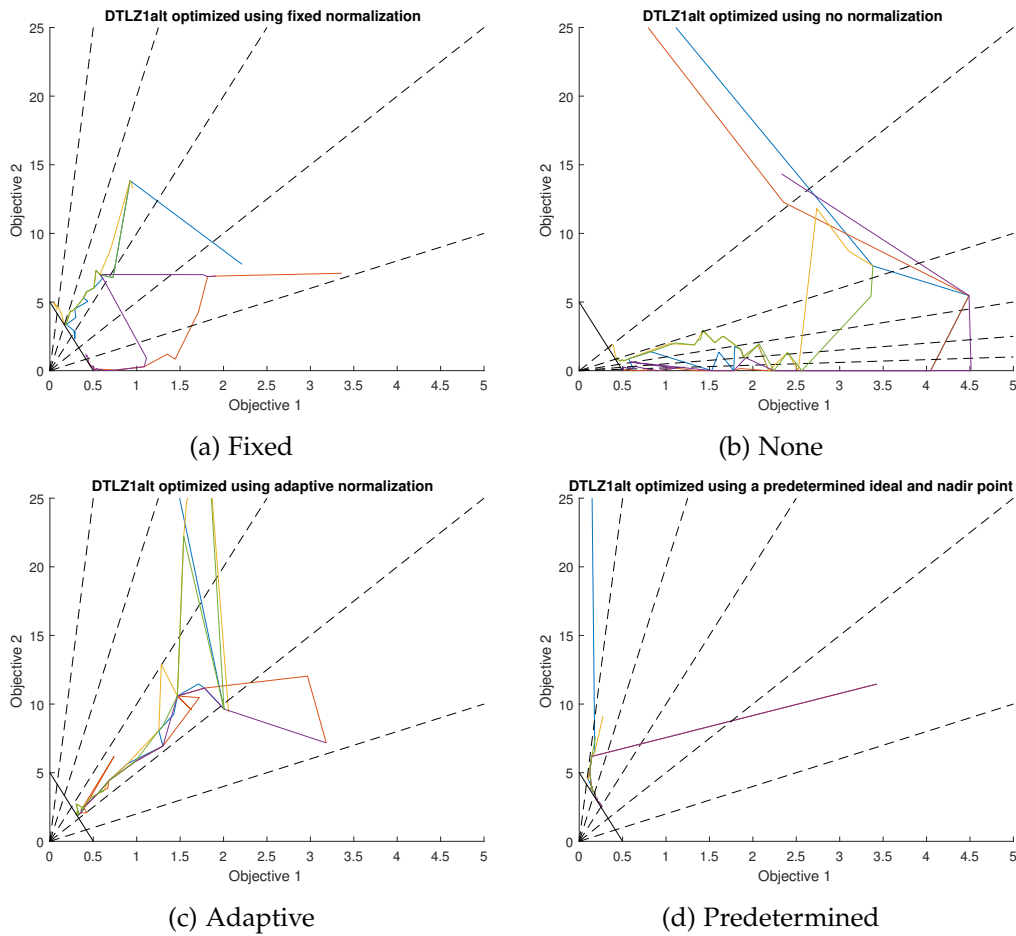 DTLZ1alt optimized using fixed normalization
25
20
15
10
5
0
Objective 2
0 0.5 1 1.5 2 2.5 3 3.5 4 4.5 5
Objective 1
(a) Fixed
DTLZ1alt optimized using no normalization
25
20
15
10
5
0
Objective 2
0 0.5 1 1.5 2 2.5 3 3.5 4 4.5 5
Objective 1
(b) None
DTLZ1alt optimized using adaptive normalization
25
20
15
10
5
0
Objective 2
0 0.5 1 1.5 2 2.5 3 3.5 4 4.5 5
Objective 1
(c) Adaptive
DTLZ1alt optimized using a predetermined ideal and nadir point
25
20
15
10
5
0
Objective 2
0 0.5 1 1.5 2 2.5 3 3.5 4 4.5 5
Objective 1
(d) Predetermined